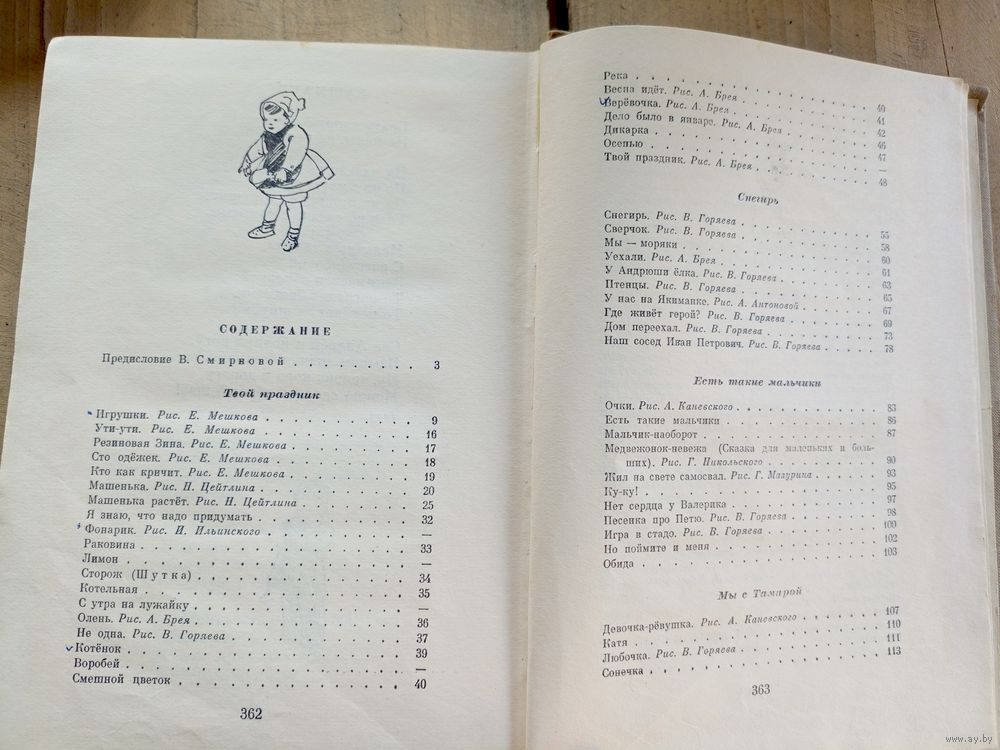 СОДЕРЖАНИЕ
Предисловие В. Смирновой . . . . . . . . . 3
Твой праздник
Игрушки. Рис. Е. Мешкова . . . . . . . . . 9
Ути-ути. Рис. Е. Мешкова . . . . . . . . . 16
Резиновая Зина. Рис. Е. Мешкова . . . . . . . 17
Сто одёжек. Рис. Е. Мешкова . . . . . . . . 18
Кто как кричит. Рис. Е. Мешкова . . . . . . . 19
Машенька. Рис. Н. Цейтлина . . . . . . . . 20
Машенька растёт. Рис. Н. Цейтлина . . . . . . 25
Я знаю, что надо придумать . . . . . . . . 32
Фонарик. Рис. И. Ильинского . . . . . . . . —
Раковина . . . . . . . . . . . . . . 33
Лимон . . . . . . . . . . . . . . . —
Сторож (Шутка) . . . . . . . . . . . . 34
Котельная . . . . . . . . . . . . . . 35
С утра на лужайку . . . . . . . . . . . —
Олень. Рис. А. Брея . . . . . . . . . . . 36
Не одна. Рис. В. Горяева . . . . . . . . . 37
Котёнок . . . . . . . . . . . . . . . 39
Воробей . . . . . . . . . . . . . . . —
Смешной цветок . . . . . . . . . . . . 40
362
Река . . . . . . . . . . . . . . .
Весна идёт. Рис. А. Брея . . . . . . . . . 40
Верёвочка. Рис. А. Брея . . . . . . . . . 41
Дело было в январе. Рис. А. Брея . . . . . . 42
Дикарка . . . . . . . . . . . . . . 46
Осенью . . . . . . . . . . . . . . 47
Твой праздник. Рис. А. Брея . . . . . . . . —
48
Снегирь
Снегирь. Рис. В. Горяева . . . . . . . . .
Сверчок. Рис. В. Горяева . . . . . . . . . 55
Мы — моряки . . . . . . . . . . . . 58
Уехали. Рис. А. Брея . . . . . . . . . . 60
У Андрюши ёлка. Рис. В. Горяева . . . . . . 61
Птенцы. Рис. В. Горяева . . . . . . . . . 63
У нас на Якиманке. Рис. А. Антоновой . . . . 65
Где живёт герой? Рис. В. Горяева . . . . . . 67
Дом переехал. Рис. В. Горяева . . . . . . . 69
73
Наш сосед Иван Петрович. Рис. В. Горяева . . . 78
Есть такие мальчики
Очки. Рис. А. Каневского . . . . . . . . . 83
Есть такие мальчики . . . . . . . . . . 86
Мальчик-наоборот . . . . . . . . . . . 87
Медвежонок-невежа (Сказка для маленьких и боль-
ших). Рис. Г. Никольского . . . . . . . . 90
Жил на свете самосвал. Рис. Г. Мазурина . . . 93
Ку-ку! . . . . . . . . . . . . . . . 95
Нет сердца у Валерика . . . . . . . . . 97
Песенка про Петю. Рис. В. Горяева . . . . . 98
Игра в стадо. Рис. В. Горяева . . . . . . . 100
Но поймите и меня . . . . . . . . . . 102
Обида . . . . . . . . . . . . . . . 103
Мы с Тамарой
Девочка-рёвушка. Рис. А. Каневского . . . . . 107
Катя . . . . . . . . . . . . . . . 110
Любочка. Рис. В. Горяева . . . . . . . . 111
Сонечка . . . . . . . . . . . . . . 113
363
www.ay.by